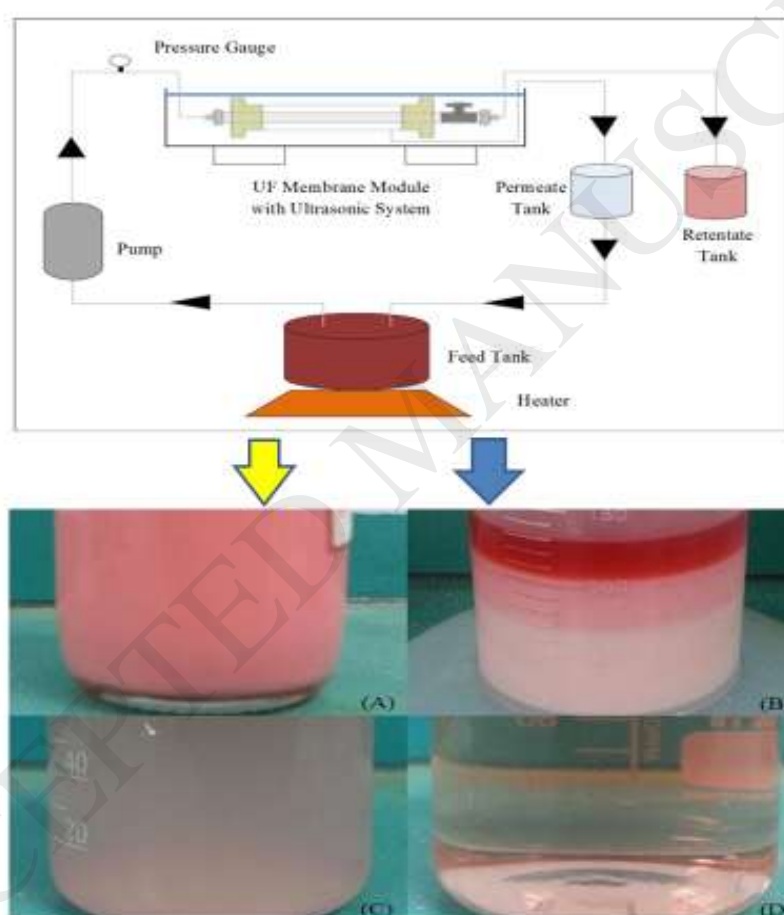 Pressure Gauge
UF Membrane Module
with Ultrasonic System
Permeate
Tank
Retentate
Tank
Pump
Feed Tank
Heater
(A)
(B
40
20
(C)
(D